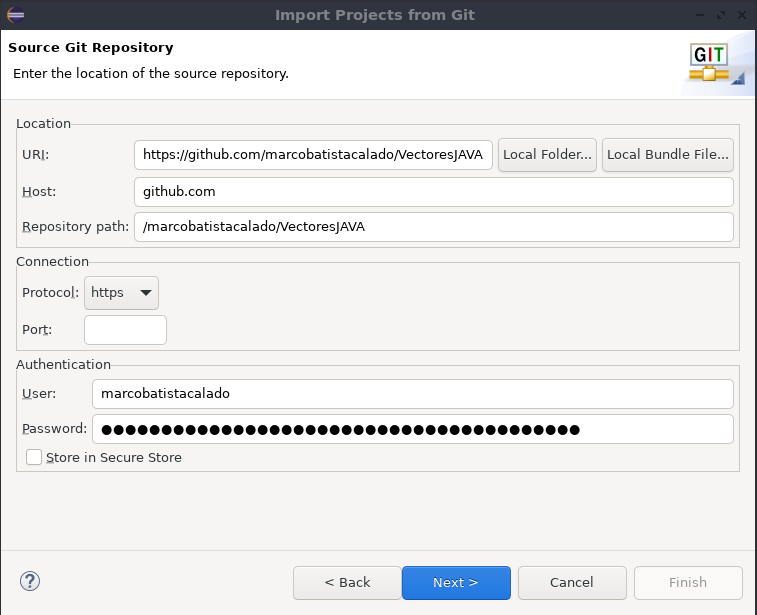 Import Projects from Git
Source Git Repository
Enter the location of the source repository.
GIT
Location
URI: https://github.com/marcobatistacalado/VectoresJAVA Local Folder... Local Bundle File...
Host: github.com
Repository path: /marcobatistacalado/VectoresJAVA
Connection
Protocol: https
Port:
Authentication
User: marcobatistacalado
Password: ●●●●●●●●●●●●●●●●●●●●●●●●●●●●●●●●●●●●●●●●
Store in Secure Store
? < Back Next > Cancel Finish